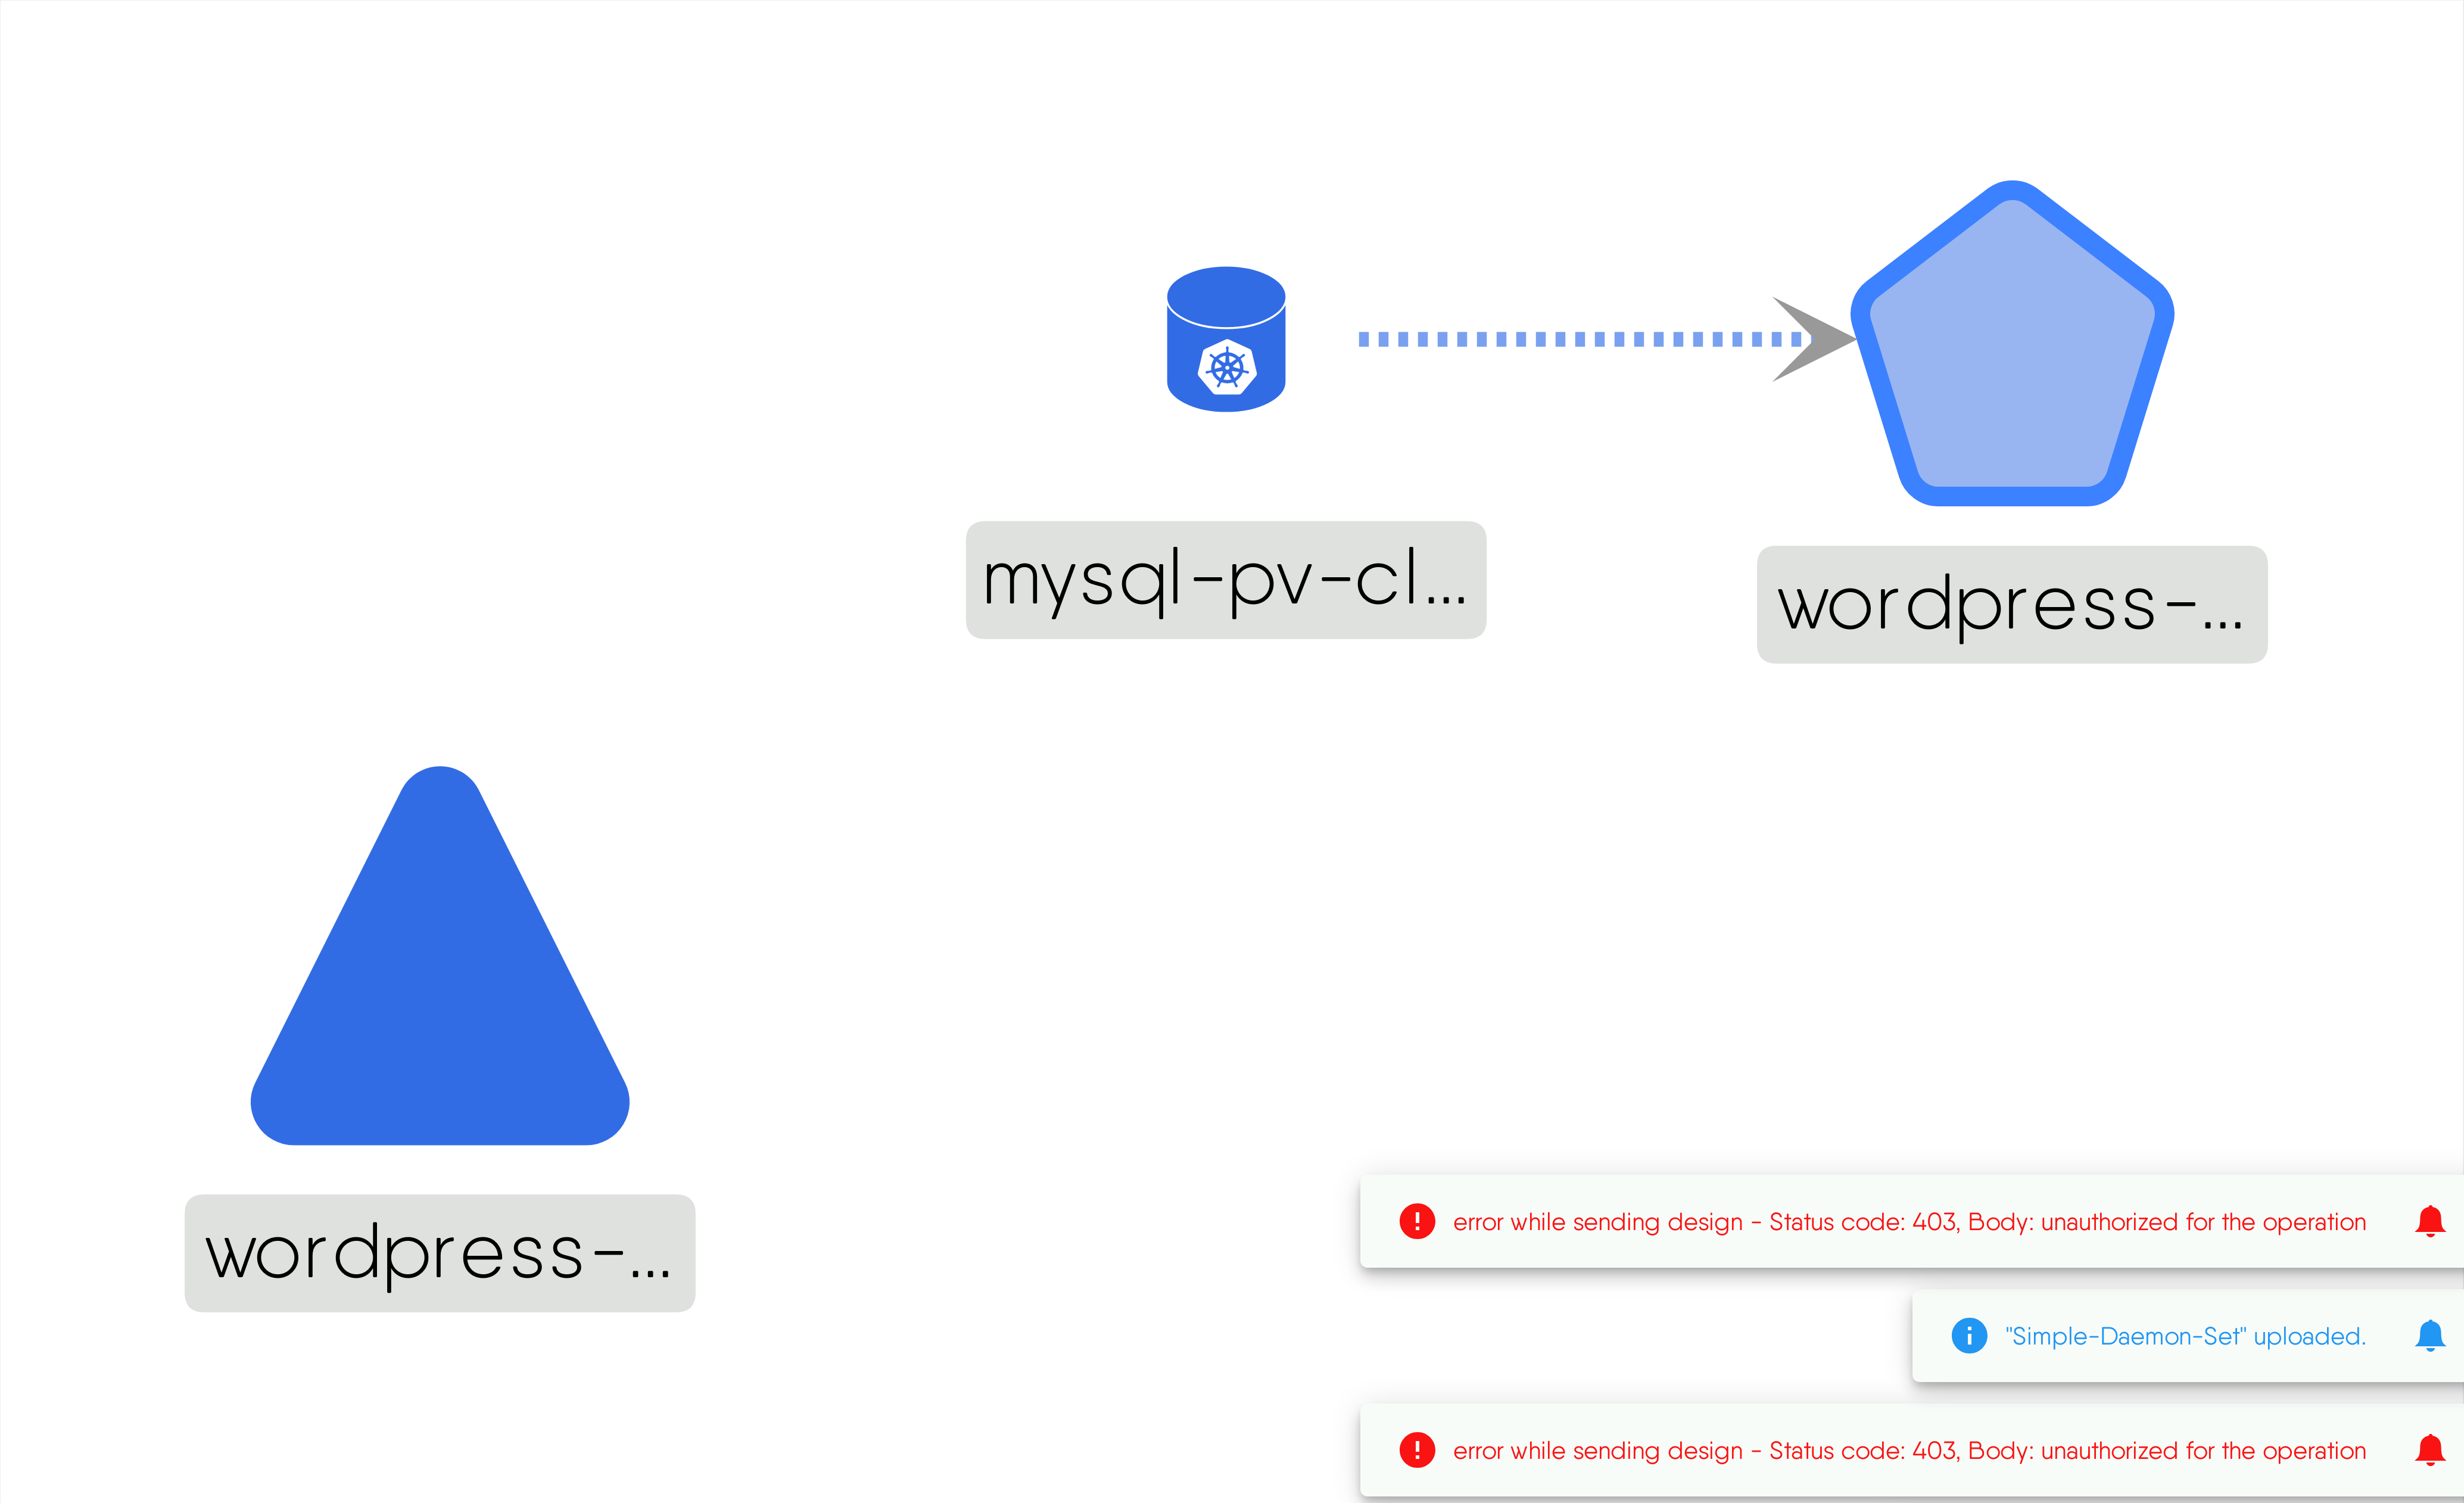 mysql-pv-cl...
wordpress-...
wordpress-...
error while sending design - Status code: 403, Body: unauthorized for the operation
"Simple-Daemon-Set" uploaded.
error while sending design - Status code: 403, Body: unauthorized for the operation